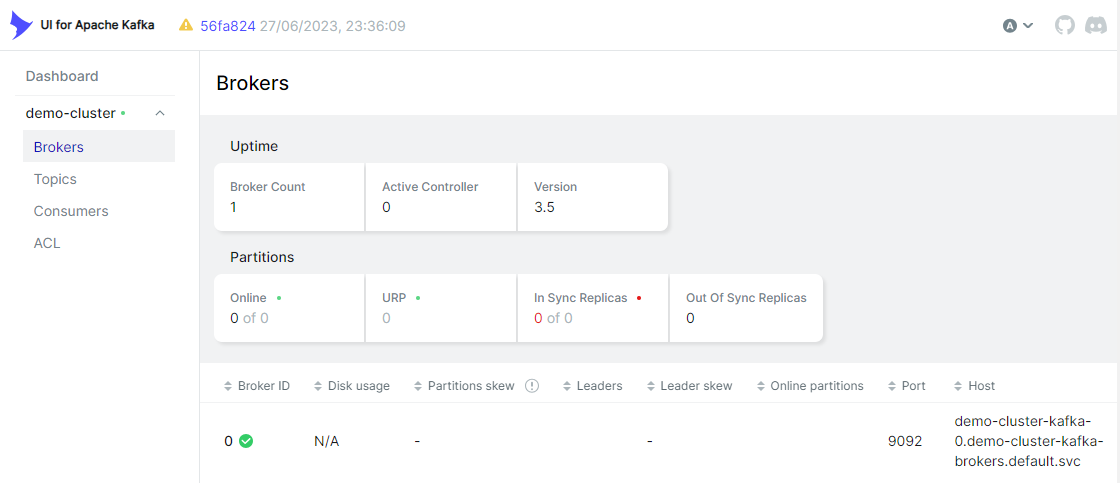 UI for Apache Kafka 56fa824 27/06/2023, 23:36:09 A
Dashboard
demo-cluster
Brokers
Topics
Consumers
ACL
Brokers
Uptime
Broker Count Active Controller Version
1 0 3.5
Partitions
Online URP In Sync Replicas Out Of Sync Replicas
0 of 0 0 0 of 0 0
Broker ID Disk usage Partitions skew Leaders Leader skew Online partitions Port Host
0 N/A - - 9092 demo-cluster-kafka-
0.demo-cluster-kafka-
brokers.default.svc